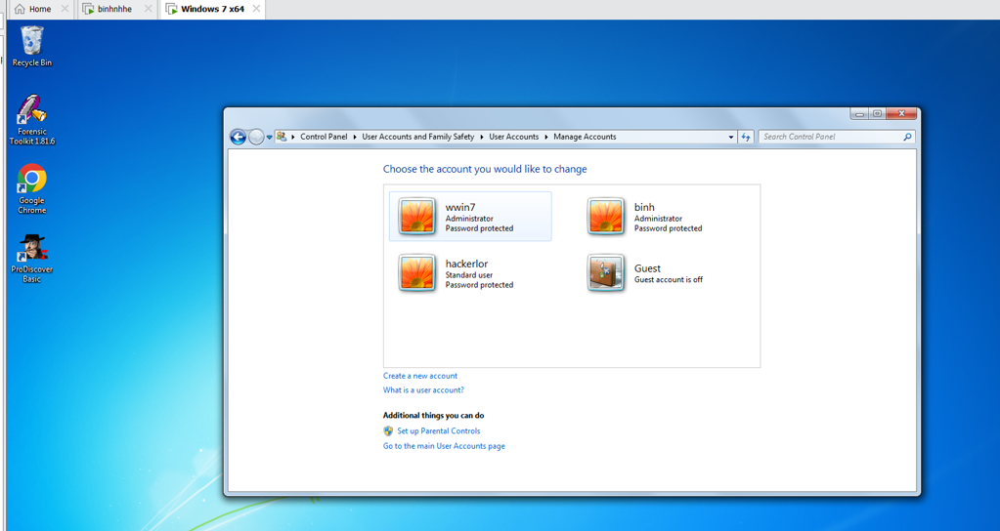 Home
binhnhhe
Windows 7 x64
Recycle Bin
Forensic
Toolkit 1.81.6
Google
Chrome
ProDiscover
Basic
Control Panel
User Accounts and Family Safety
User Accounts
Manage Accounts
Search Control Panel
Choose the account you would like to change
wwin7
Administrator
Password protected
binh
Administrator
Password protected
hackerlor
Standard user
Password protected
Guest
Guest account is off
Create a new account
What is a user account?
Additional things you can do
Set up Parental Controls
Go to the main User Accounts page